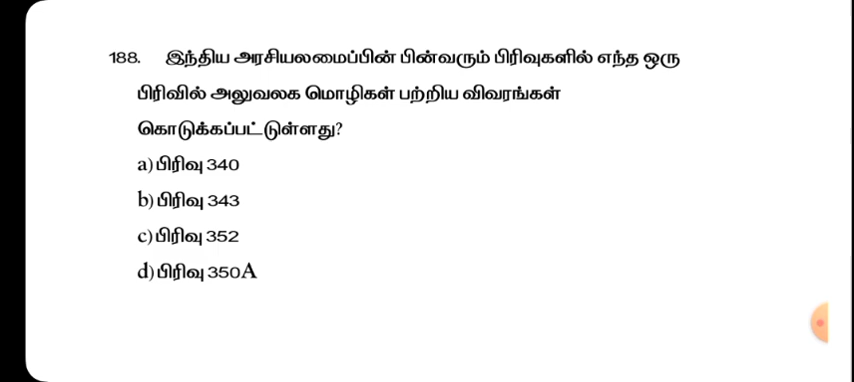 188. இந்திய அரசியலமைப்பின் பின்வரும் பிரிவுகளில் எந்த ஒரு
பிரிவில் அலுவலக மொழிகள் பற்றிய விவரங்கள்
கொடுக்கப்பட்டுள்ளது?
a) பிரிவு 340
b) பிரிவு 343
c) பிரிவு 352
d) பிரிவு 350A